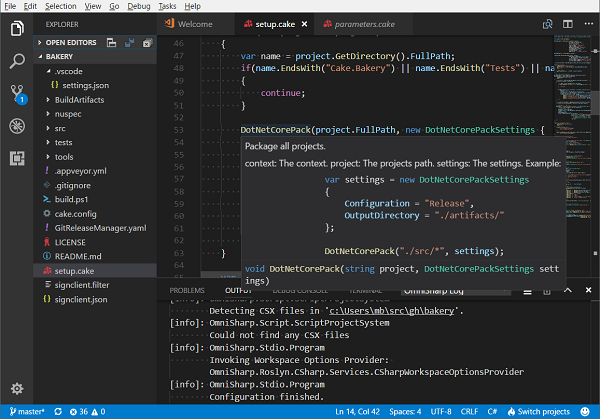 File Edit Selection View Go Debug Tasks Help
EXPLORER
Welcome
setup.cake
parameters.cake
OPEN EDITORS
BAKERY
.vscode
settings.json
BuildArtifacts
nuspec
src
tests
tools
.appveyor.yml
.gitignore
build.ps1
cake.config
GitReleaseManager.yaml
LICENSE
README.md
setup.cake
signclient.filter
signclient.json
1
46 {
47 var name = project.GetDirectory().FullPath;
48 if(name.EndsWith("Cake.Bakery") || name.EndsWith("Tests") || na
49 {
50 continue;
51 }
52
53 DotNetCorePack(project.FullPath, new DotNetCorePackSettings {
54
55
56
57
58
59
60
61
62
63 }
64
Package all projects.
context: The context. project: The projects path. settings: The settings. Example:
var settings = new DotNetCorePackSettings
{
Configuration = "Release",
OutputDirectory = "./artifacts/"
};
DotNetCorePack("./src/*", settings);
void DotNetCorePack(string project, DotNetCorePackSettings sett
ings)
PROBLEMS OUTPUT DEBUG CONSOLE TERMINAL OmniSharp Log
[info]: OmniSharp.Script.ScriptProjectSystem
Detecting CSX files in 'c:\Users\mb\src\gh\bakery'.
[info]: OmniSharp.Script.ScriptProjectSystem
Could not find any CSX files
[info]: OmniSharp.Stdio.Program
Invoking Workspace Options Provider:
OmniSharp.Roslyn.CSharp.Services.CSharpWorkspaceOptionsProvider
[info]: OmniSharp.Stdio.Program
Configuration finished.
master* 36 0 Ln 14, Col 42 Spaces: 4 UTF-8 CRLF C# Switch projects